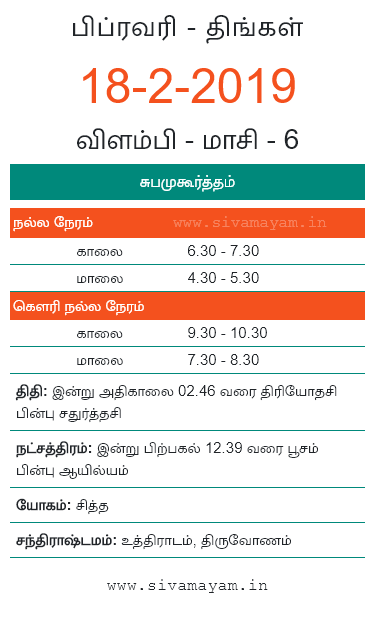 பிப்ரவரி - திங்கள்
18-2-2019
விளம்பி - மாசி - 6
சுபமுகூர்த்தம்
நல்ல நேரம் www.sivamayam.in
காலை 6.30 - 7.30
மாலை 4.30 - 5.30
கௌரி நல்ல நேரம்
காலை 9.30 - 10.30
மாலை 7.30 - 8.30
திதி: இன்று அதிகாலை 02.46 வரை திரியோதசி
பின்பு சதுர்த்தசி
நட்சத்திரம்: இன்று பிற்பகல் 12.39 வரை பூசம்
பின்பு ஆயில்யம்
யோகம்: சித்த
சந்திராஷ்டமம்: உத்திராடம், திருவோணம்
www.sivamayam.in